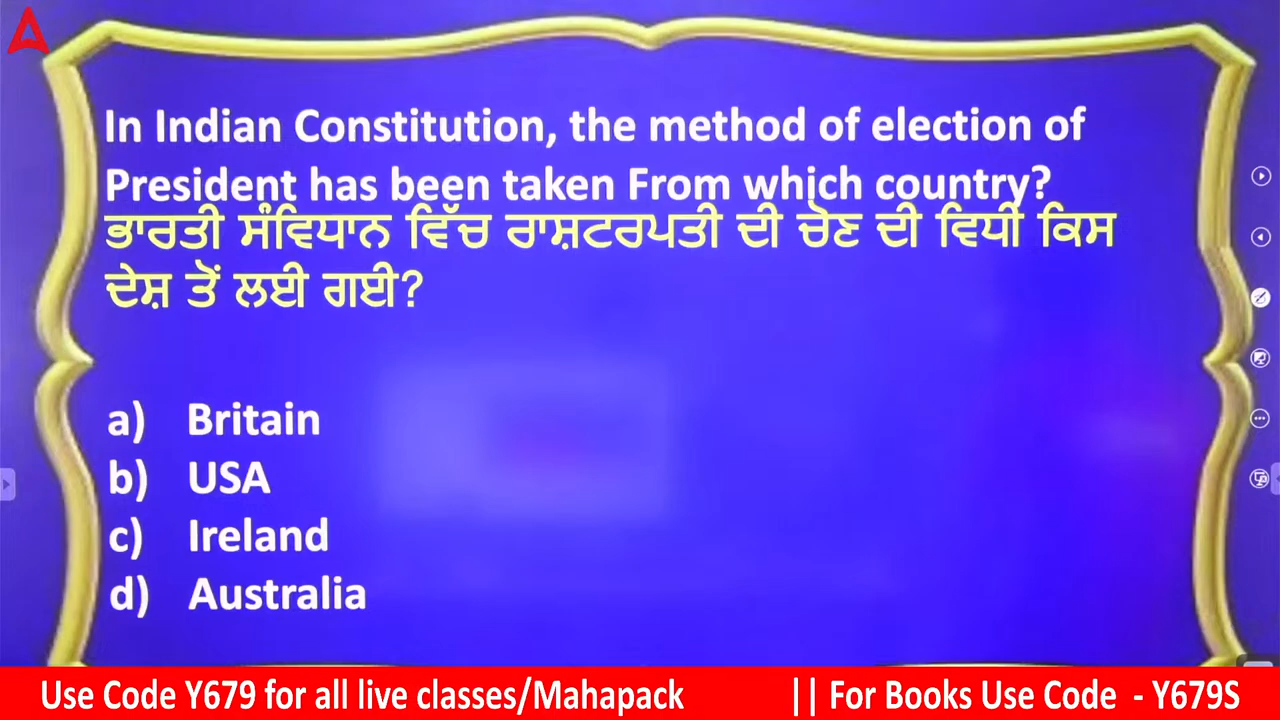 In Indian Constitution, the method of election of
President has been taken From which country?
ਭਾਰਤੀ ਸੰਵਿਧਾਨ ਵਿੱਚ ਰਾਸ਼ਟਰਪਤੀ ਦੀ ਚੋਣ ਦੀ ਵਿਧੀ ਕਿਸ
ਦੇਸ਼ ਤੋਂ ਲਈ ਗਈ?
a) Britain
b) USA
c) Ireland
d) Australia
Use Code Y679 for all live classes/Mahapack || For Books Use Code - Y679S